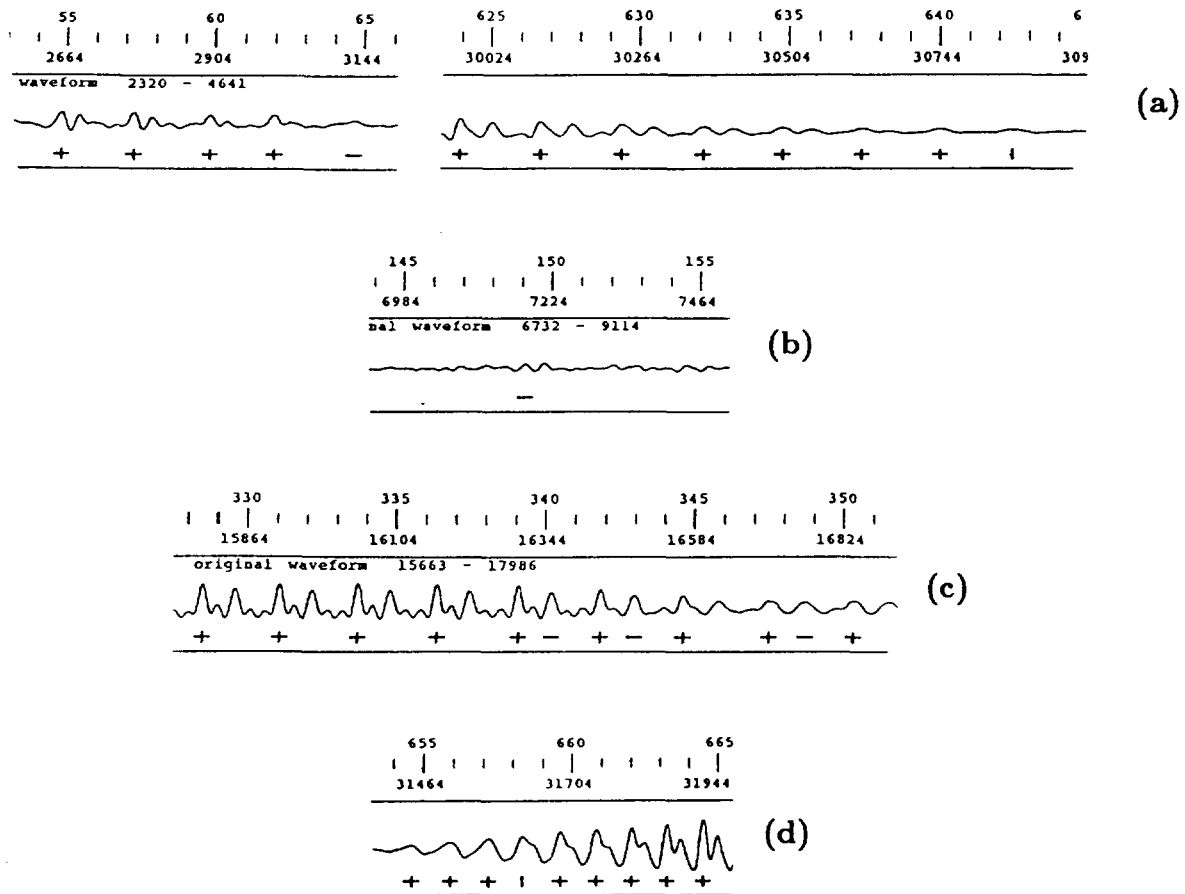 55 60 65
2664 2904 3144
waveform 2320 - 4641
+ + + + −
625 630 635 640 6
30024 30264 30504 30744 309
+ + + + + + + ı
(a)
145 150 155
6984 7224 7464
nal waveform 6732 - 9114
−
(b)
330 335 340 345 350
15864 16104 16344 16584 16824
original waveform 15663 - 17986
+ + + + + − + − + + − +
(c)
655 660 665
31464 31704 31944
+ + + ı + + + + +
(d)